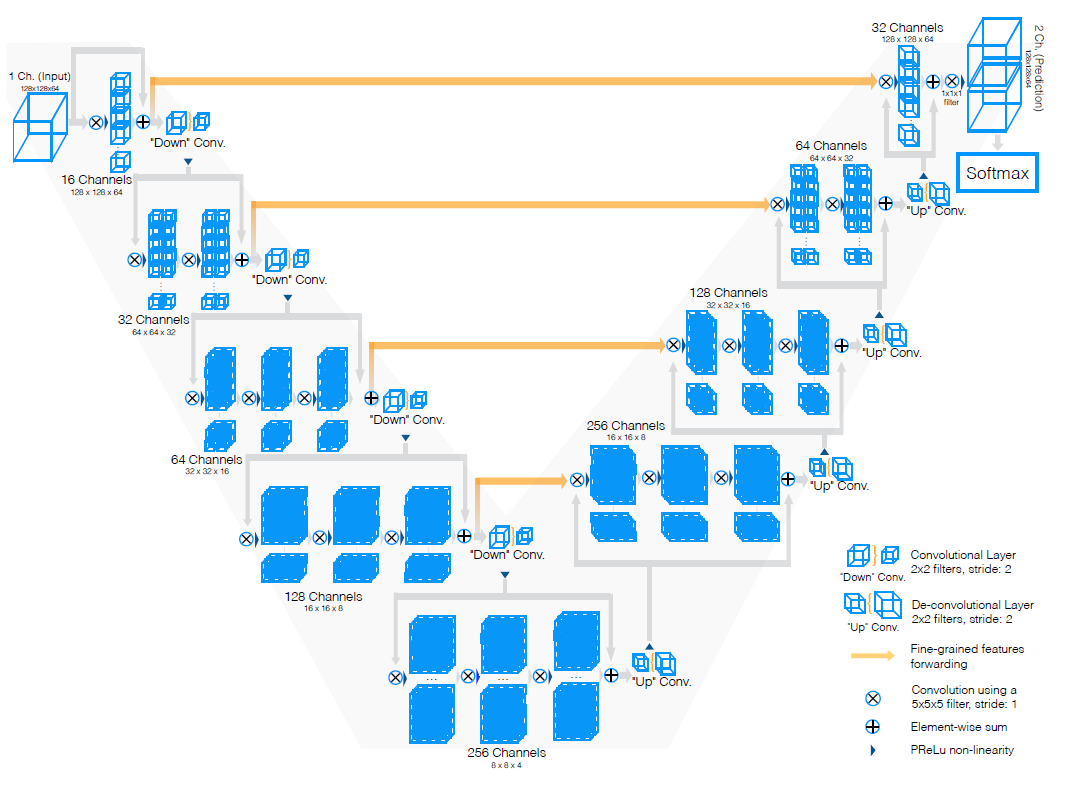 1 Ch. (Input)
128x128x64
"Down" Conv.
16 Channels
128 x 128 x 64
"Down" Conv.
32 Channels
64 x 64 x 32
"Down" Conv.
64 Channels
32 x 32 x 16
"Down" Conv.
128 Channels
16 x 16 x 8
...
...
...
256 Channels
8 x 8 x 4
"Up" Conv.
256 Channels
16 x 16 x 8
"Up" Conv.
128 Channels
32 x 32 x 16
"Up" Conv.
64 Channels
64 x 64 x 32
"Up" Conv.
32 Channels
128 x 128 x 64
1x1x1
filter
2 Ch. (Prediction)
128x128x64
Softmax
"Down" Conv.
Convolutional Layer
2x2 filters, stride: 2
"Up" Conv.
De-convolutional Layer
2x2 filters, stride: 2
Fine-grained features
forwarding
Convolution using a
5x5x5 filter, stride: 1
Element-wise sum
PReLu non-linearity